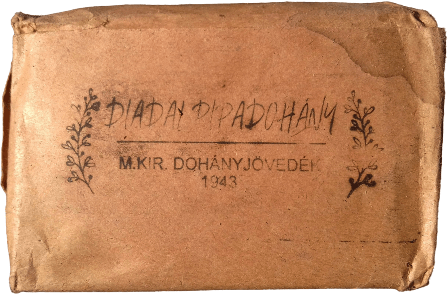 DIADAL PIPADOHÁNY
M.KIR. DOHÁNYJÖVEDÉK
1943